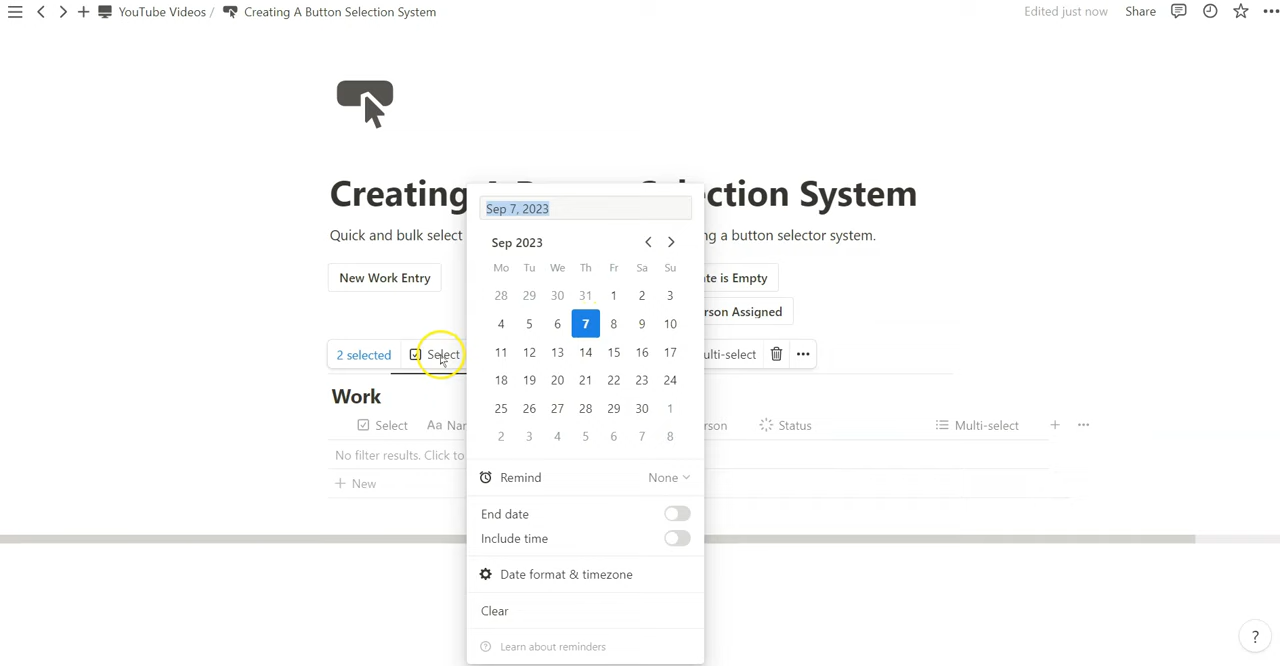 YouTube Videos / Creating A Button Selection System
Edited just now Share
Creating A ction System
Quick and bulk select ng a button selector system.
New Work Entry te is Empty
rson Assigned
2 selected Select ulti-select
Work
Select Aa Nar rson Status Multi-select
No filter results. Click to
+ New
Sep 7, 2023
Sep 2023
Mo Tu We Th Fr Sa Su
28 29 30 31 1 2 3
4 5 6 7 8 9 10
11 12 13 14 15 16 17
18 19 20 21 22 23 24
25 26 27 28 29 30 1
2 3 4 5 6 7 8
Remind None
End date
Include time
Date format & timezone
Clear
Learn about reminders
?